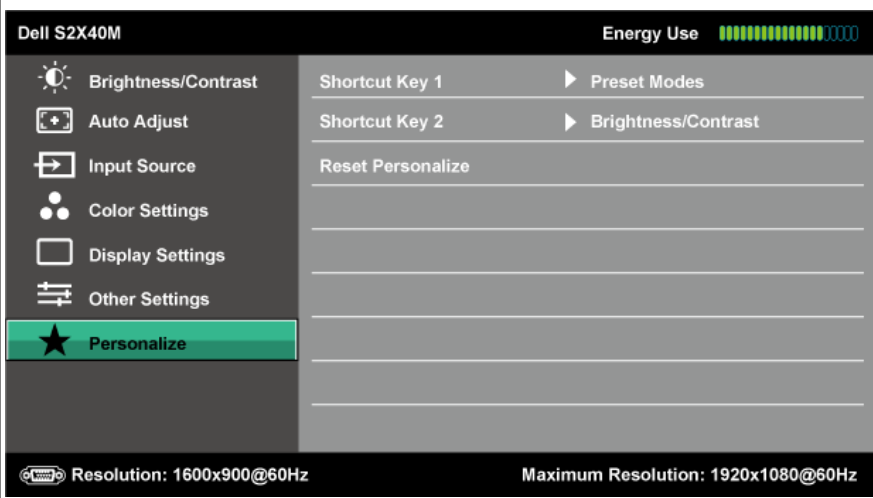 Dell S2X40M Energy Use
Brightness/Contrast Shortcut Key 1 Preset Modes
Auto Adjust Shortcut Key 2 Brightness/Contrast
Input Source Reset Personalize
Color Settings
Display Settings
Other Settings
Personalize
Resolution: 1600x900@60Hz Maximum Resolution: 1920x1080@60Hz